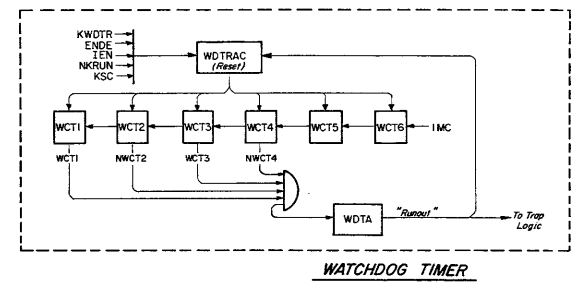 KWDTR
ENDE
IEN
NKRUN
KSC
WDTRAC
(Reset)
WCT1 WCT2 WCT3 WCT4 WCT5 WCT6 1MC
WCT1 NWCT2 WCT3 NWCT4
WDTA
"Runout"
To Trap
Logic
WATCHDOG TIMER